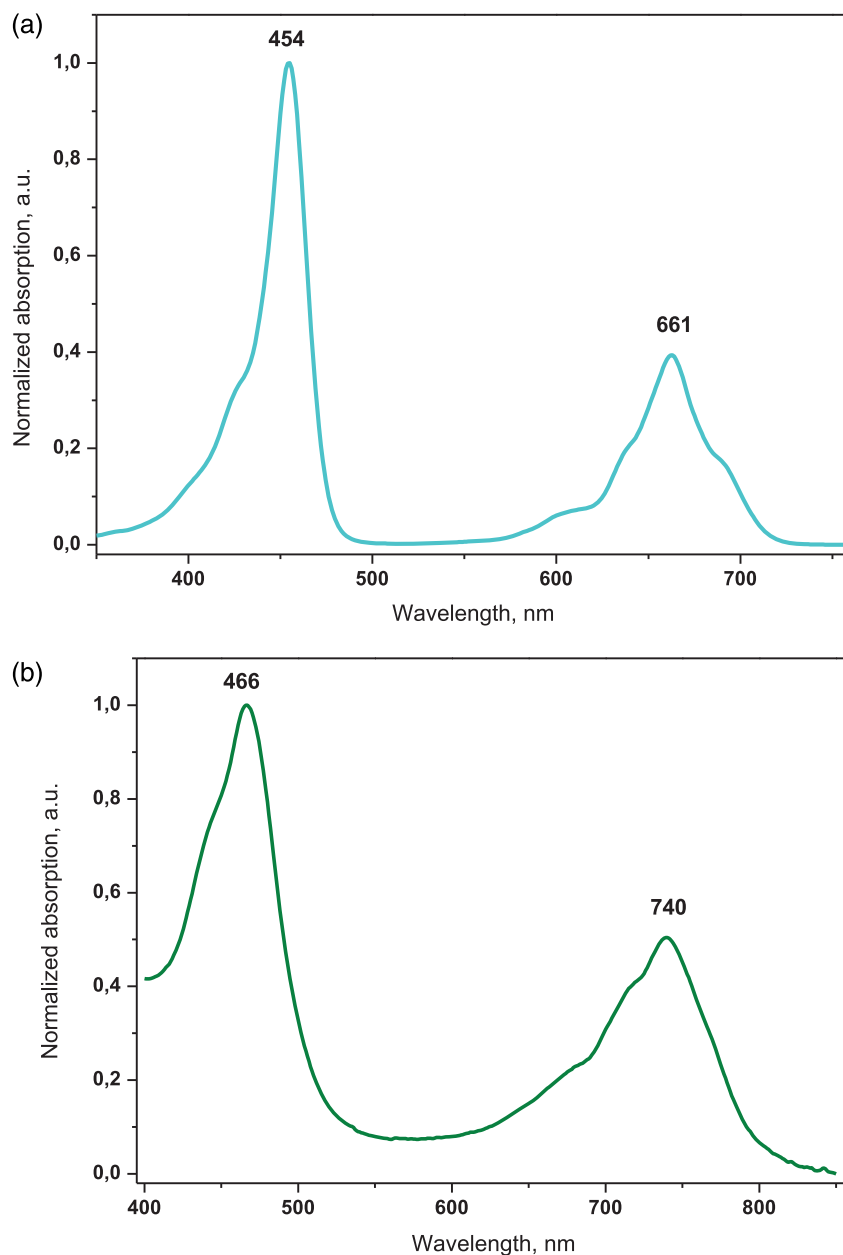 (a)
454
661
1,0
0,8
0,6
0,4
0,2
0,0
Normalized absorption, a.u.
400 500 600 700
Wavelength, nm
(b)
466
740
1,0
0,8
0,6
0,4
0,2
0,0
Normalized absorption, a.u.
400 500 600 700 800
Wavelength, nm